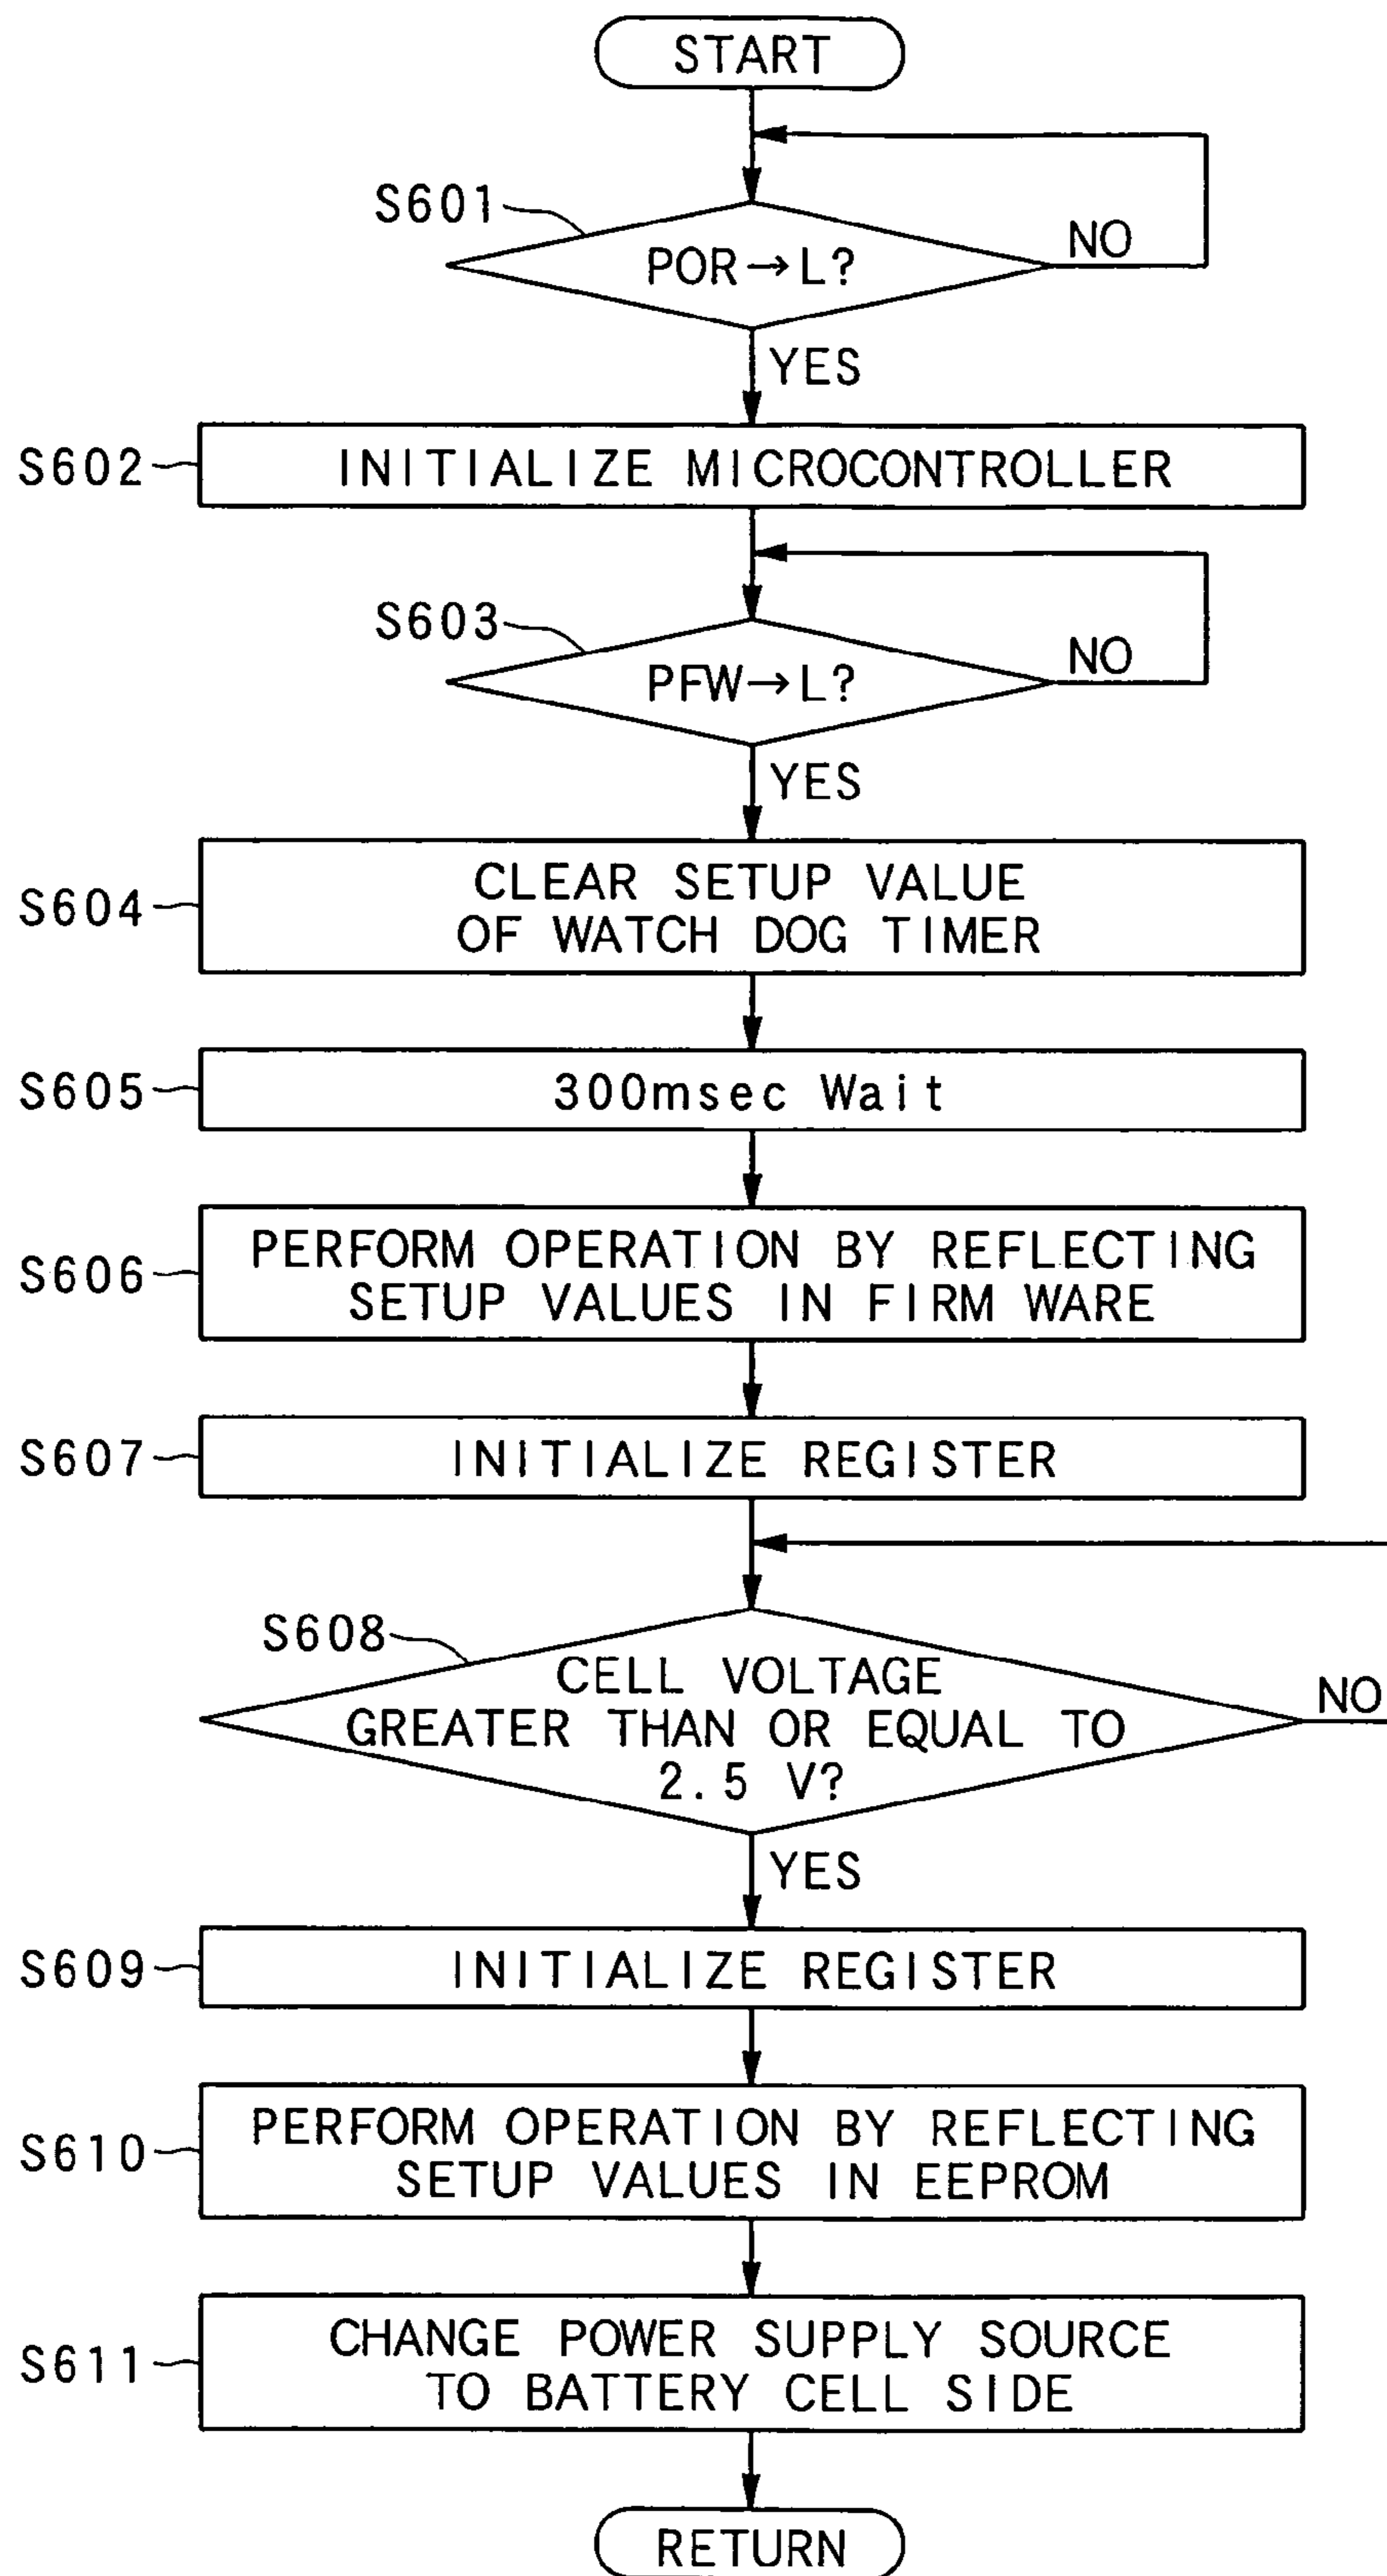 START
S601
POR→L?
NO
YES
S602
INITIALIZE MICROCONTROLLER
S603
PFW→L?
NO
YES
S604
CLEAR SETUP VALUE
OF WATCH DOG TIMER
S605
300msec Wait
S606
PERFORM OPERATION BY REFLECTING
SETUP VALUES IN FIRM WARE
S607
INITIALIZE REGISTER
S608
CELL VOLTAGE
GREATER THAN OR EQUAL TO
2.5 V?
NO
YES
S609
INITIALIZE REGISTER
S610
PERFORM OPERATION BY REFLECTING
SETUP VALUES IN EEPROM
S611
CHANGE POWER SUPPLY SOURCE
TO BATTERY CELL SIDE
RETURN